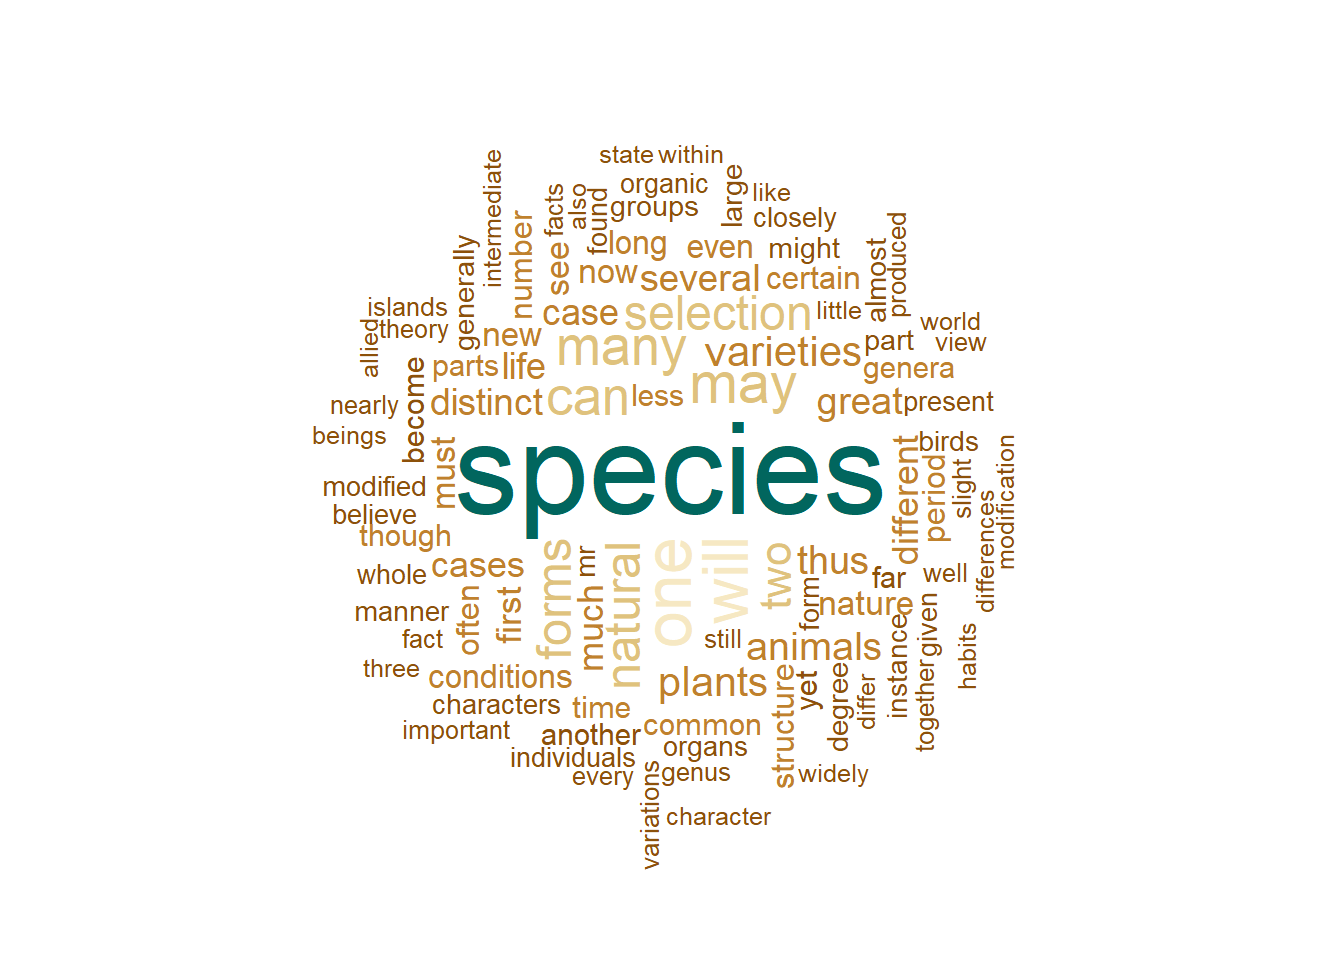 state within
intermediate
organic
large
like
facts
also
found
groups
closely
number
generally
see
long
even
might
almost
produced
now
several
certain
islands
theory
allied
new
case
selection
little
world
view
many
varieties
part
parts
life
genera
nearly
become
distinct
can
less
may
great
present
beings
must
species
different
birds
period
slight
modification
differences
modified
believe
though
whole
cases
forms
mr
natural
one
will
two
thus
far
well
manner
often
first
much
form
nature
given
fact
still
animals
instance
habits
three
conditions
plants
structure
yet
degree
differ
together
characters
time
common
important
another
organs
individuals
every
genus
widely
variations
character